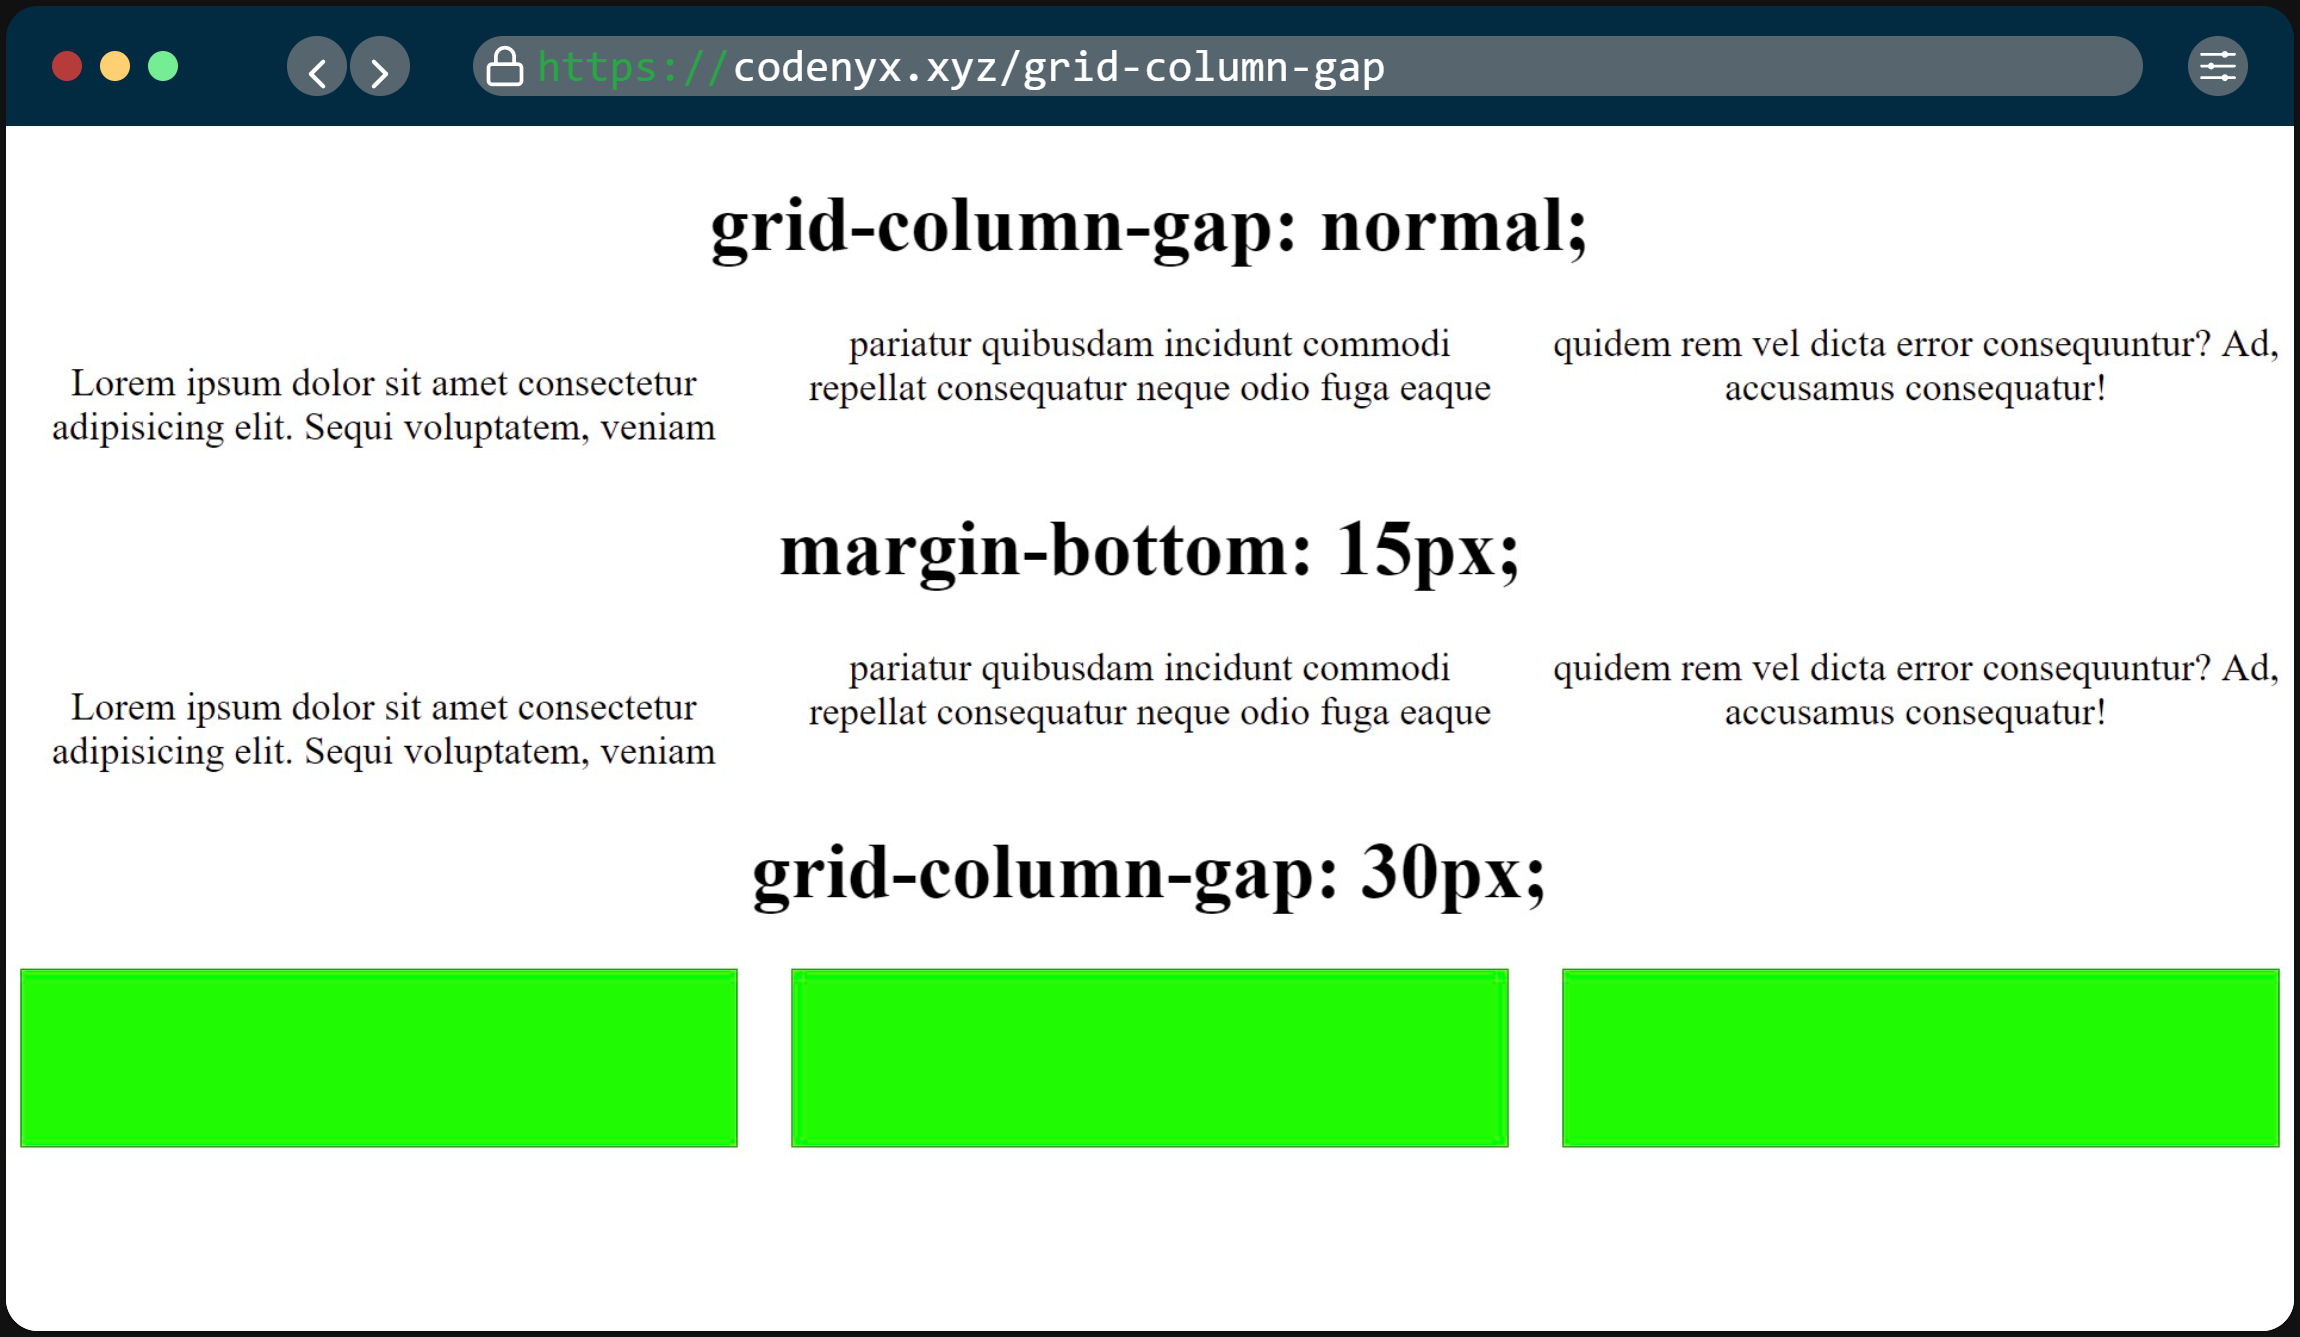 https://codenyx.xyz/grid-column-gap
grid-column-gap: normal;
Lorem ipsum dolor sit amet consectetur
adipisicing elit. Sequi voluptatem, veniam
pariatur quibusdam incidunt commodi
repellat consequatur neque odio fuga eaque
quidem rem vel dicta error consequuntur? Ad,
accusamus consequatur!
margin-bottom: 15px;
Lorem ipsum dolor sit amet consectetur
adipisicing elit. Sequi voluptatem, veniam
pariatur quibusdam incidunt commodi
repellat consequatur neque odio fuga eaque
quidem rem vel dicta error consequuntur? Ad,
accusamus consequatur!
grid-column-gap: 30px;